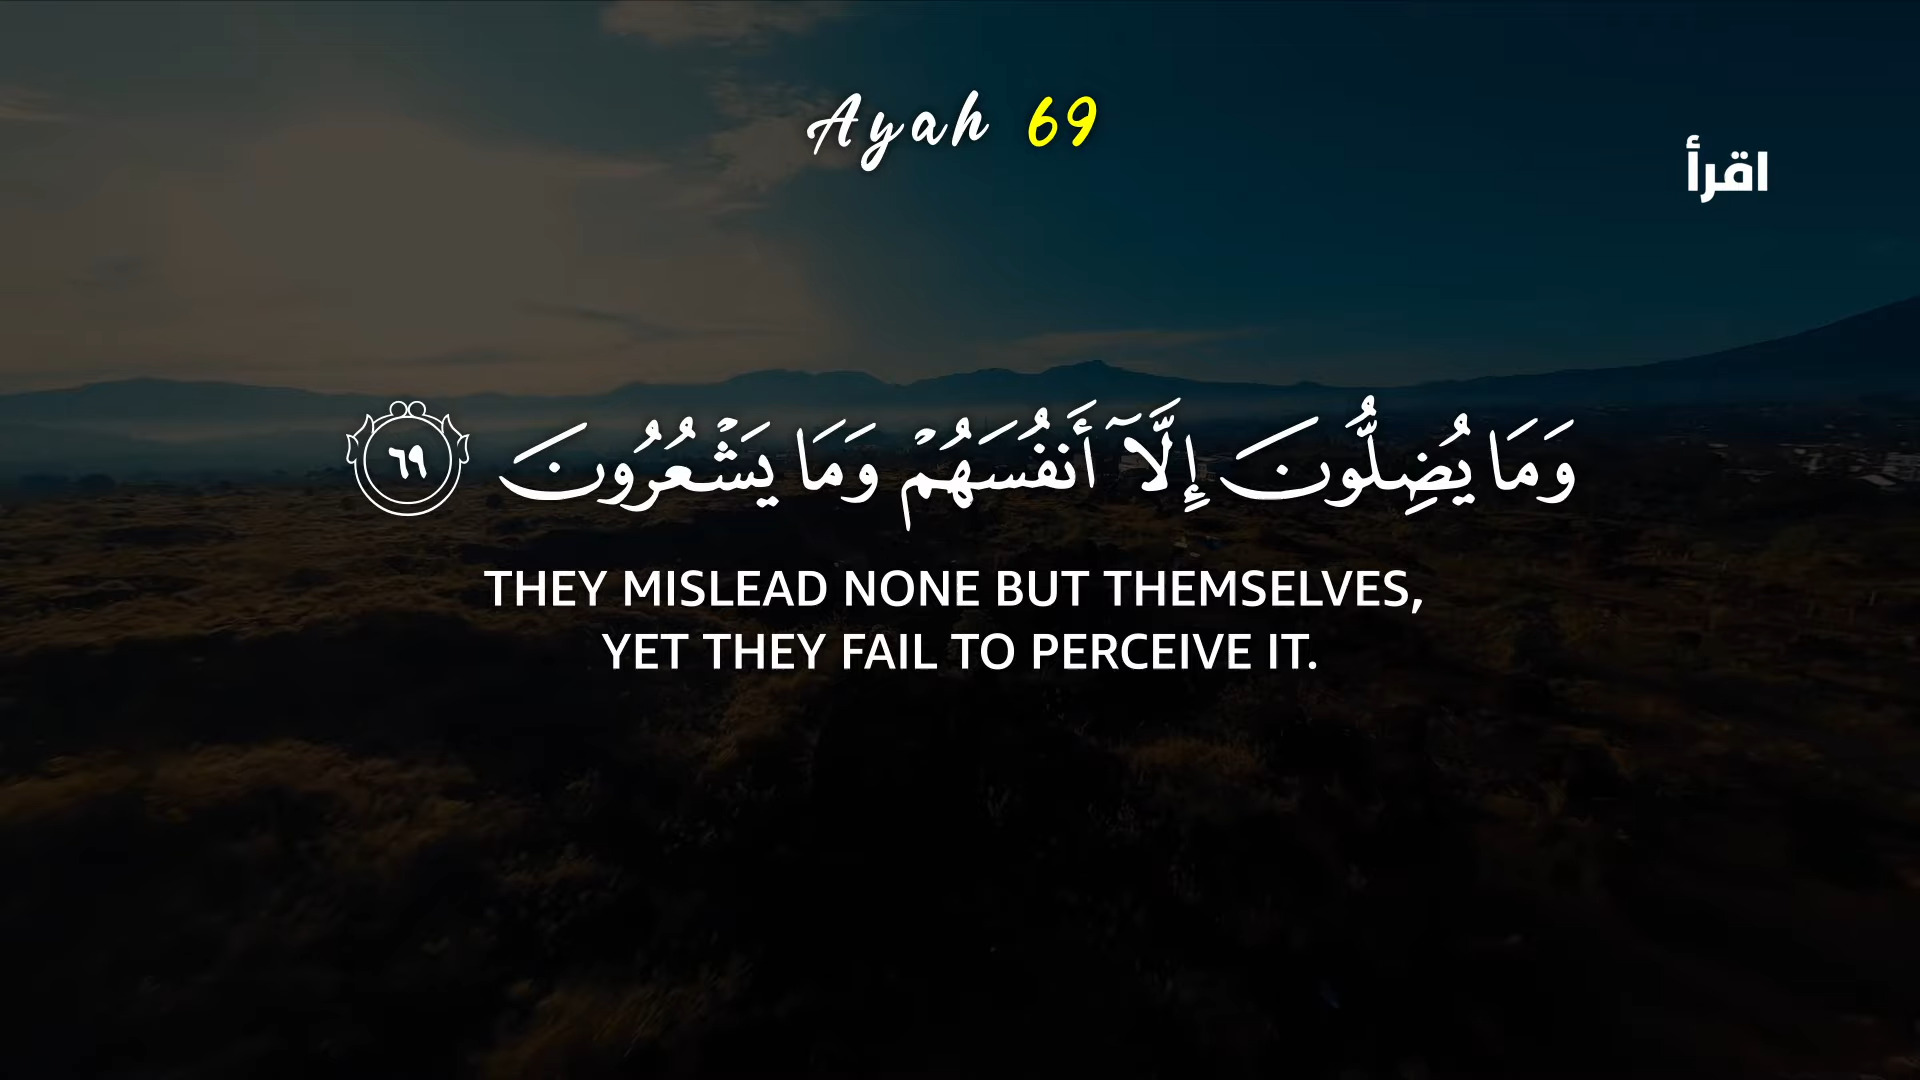 Ayah 69
اقرأ
وَمَا يُضِلُّونَ إِلَّآ أَنفُسَهُمْ وَمَا يَشْعُرُونَ ٦٩
THEY MISLEAD NONE BUT THEMSELVES,
YET THEY FAIL TO PERCEIVE IT.